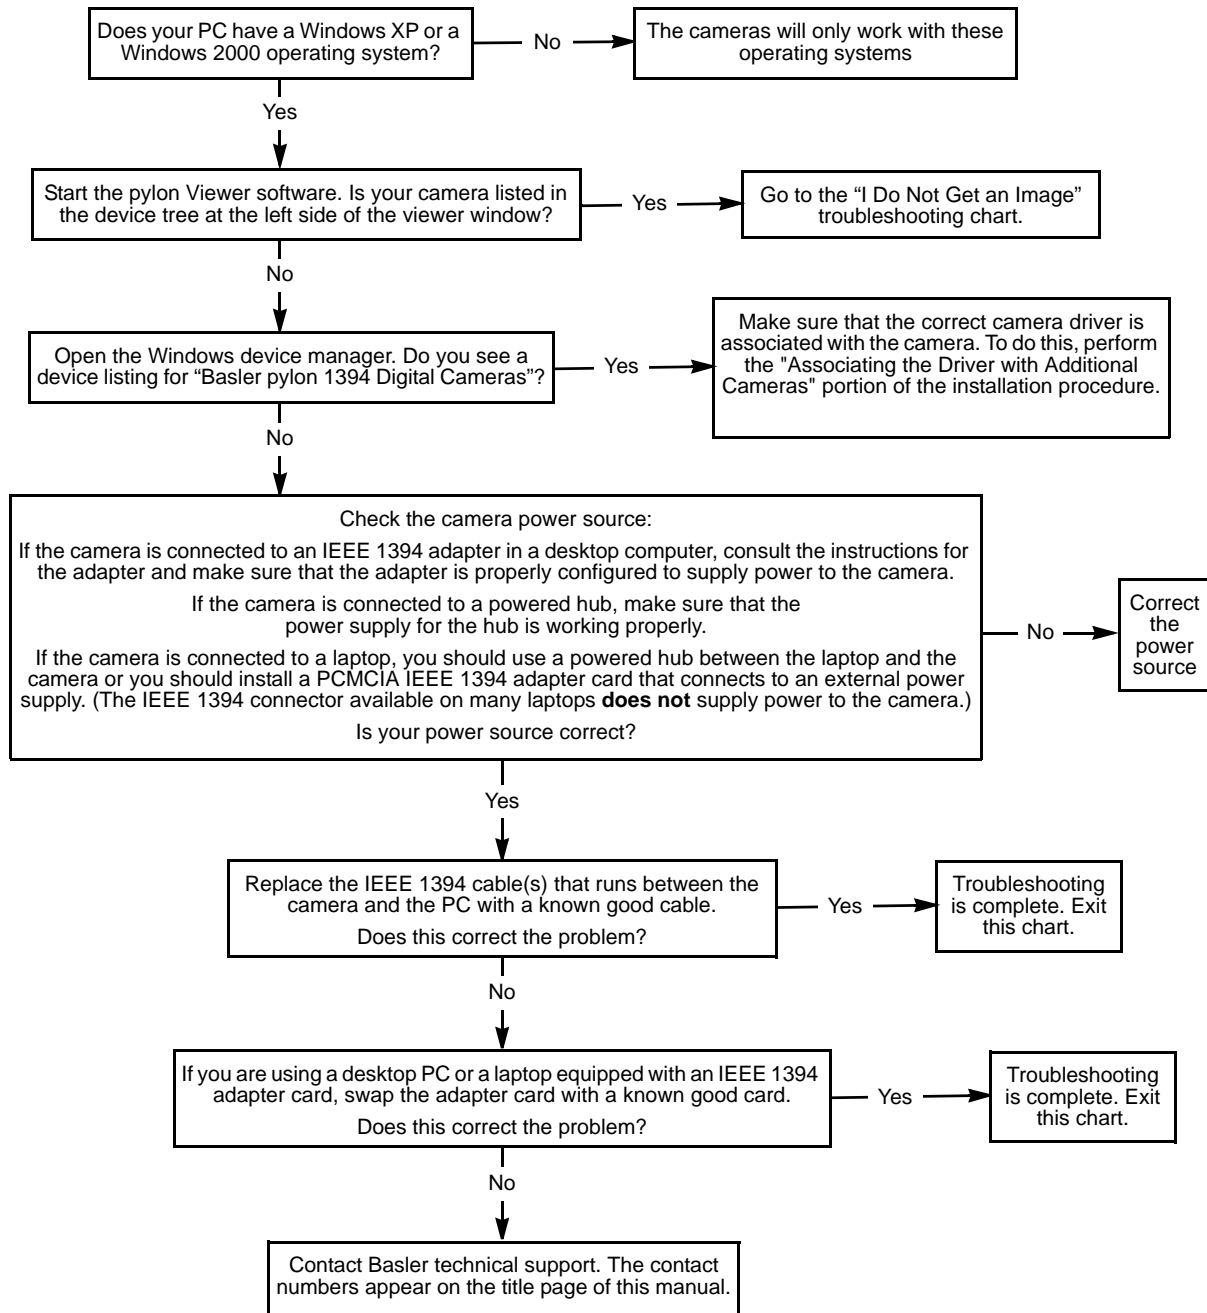 Does your PC have a Windows XP or a
Windows 2000 operating system?
No
The cameras will only work with these
operating systems
Yes
Start the pylon Viewer software. Is your camera listed in
the device tree at the left side of the viewer window?
Yes
Go to the “I Do Not Get an Image”
troubleshooting chart.
No
Open the Windows device manager. Do you see a
device listing for “Basler pylon 1394 Digital Cameras”?
Yes
Make sure that the correct camera driver is
associated with the camera. To do this, perform
the "Associating the Driver with Additional
Cameras" portion of the installation procedure.
No
Check the camera power source:
If the camera is connected to an IEEE 1394 adapter in a desktop computer, consult the instructions for
the adapter and make sure that the adapter is properly configured to supply power to the camera.
If the camera is connected to a powered hub, make sure that the
power supply for the hub is working properly.
If the camera is connected to a laptop, you should use a powered hub between the laptop and the
camera or you should install a PCMCIA IEEE 1394 adapter card that connects to an external power
supply. (The IEEE 1394 connector available on many laptops does not supply power to the camera.)
Is your power source correct?
No
Correct
the
power
source
Yes
Replace the IEEE 1394 cable(s) that runs between the
camera and the PC with a known good cable.
Does this correct the problem?
Yes
Troubleshooting
is complete. Exit
this chart.
No
If you are using a desktop PC or a laptop equipped with an IEEE 1394
adapter card, swap the adapter card with a known good card.
Does this correct the problem?
Yes
Troubleshooting
is complete. Exit
this chart.
No
Contact Basler technical support. The contact
numbers appear on the title page of this manual.